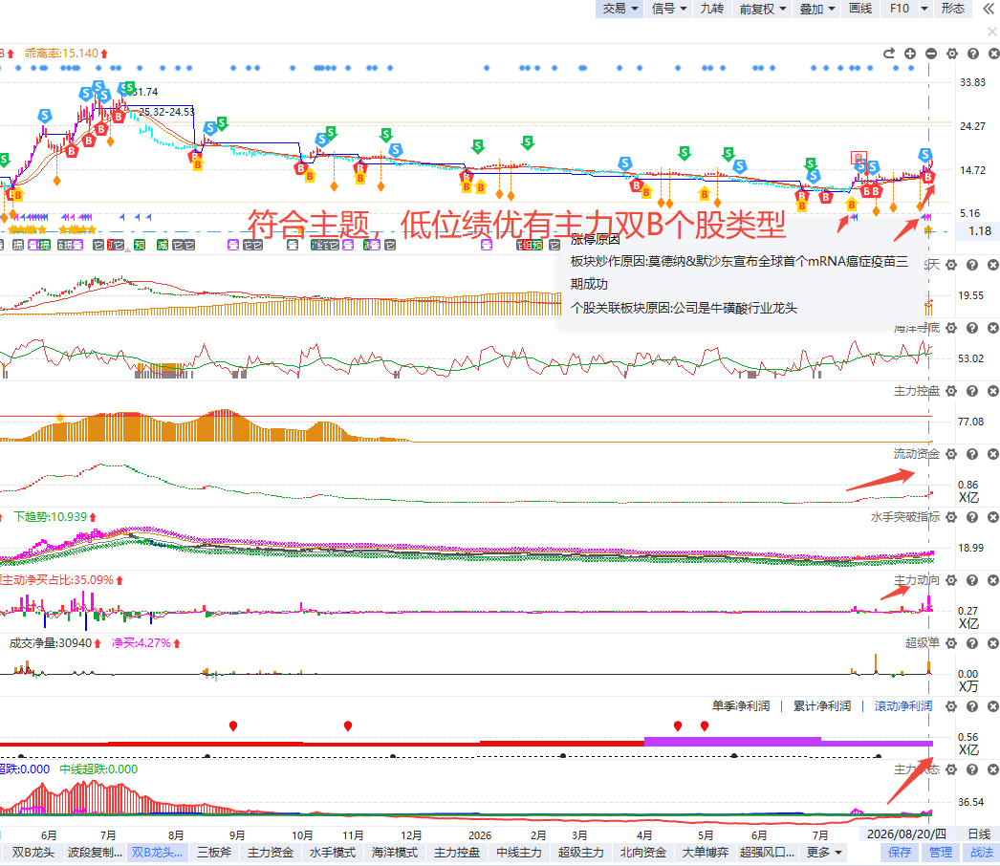 交易 信号 九转 前复权 叠加 画线 F10 形态
乖离率:15.140
33.83
31.74
25.32-24.53
24.27
14.72
5.16
符合主题，低位绩优有主力双B个股类型
1.18
涨停原因
板块炒作原因:莫德纳&默沙东宣布全球首个mRNA癌症疫苗三
期成功
个股关联板块原因:公司是牛磺酸行业龙头
19.55
海洋寻底
53.02
主力控盘
77.08
流动资金
0.86
X亿
下趋势:10.939
水手突破指标
18.99
主动净买占比:35.09%
主力动向
0.27
X亿
成交净量:30940 净买:4.27%
超级单
0.00
X万
单季净利润 | 累计净利润 | 滚动净利润
0.56
X亿
超跌:0.000 中线超跌:0.000
36.54
6月 7月 8月 9月 10月 11月 12月 2026 2月 3月 4月 5月 6月 7月 2026/08/20/四 日线
双B龙头 波段复制... 双B龙头... 三板斧 主力资金 水手模式 海洋模式 主力控盘 中线主力 超级主力 北向资金 大单博弈 超强风口... 更多 保存 管理 战法